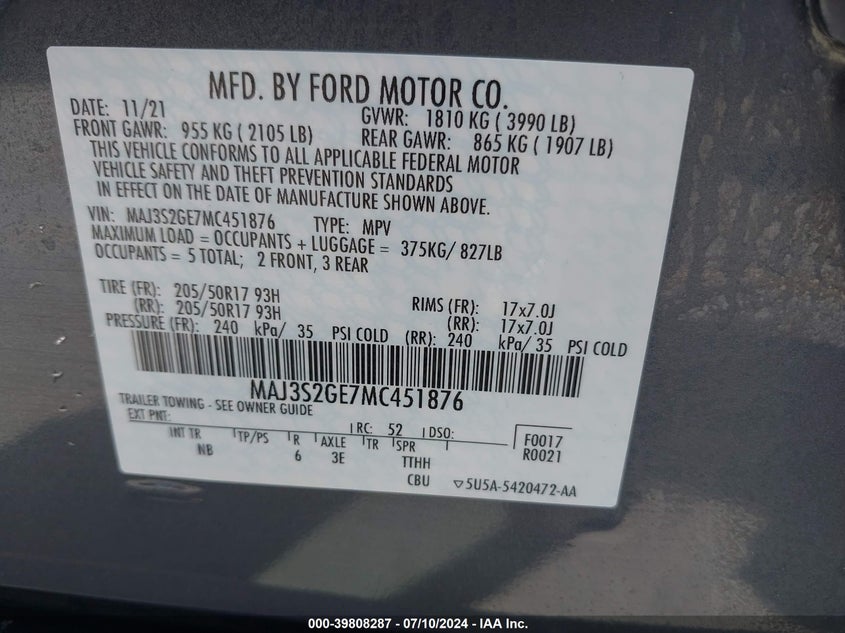 MFD. BY FORD MOTOR CO.
DATE: 11/21 GVWR: 1810 KG ( 3990 LB)
FRONT GAWR: 955 KG ( 2105 LB) REAR GAWR: 865 KG ( 1907 LB)
THIS VEHICLE CONFORMS TO ALL APPLICABLE FEDERAL MOTOR
VEHICLE SAFETY AND THEFT PREVENTION STANDARDS
IN EFFECT ON THE DATE OF MANUFACTURE SHOWN ABOVE.
VIN: MAJ3S2GE7MC451876 TYPE: MPV
MAXIMUM LOAD = OCCUPANTS + LUGGAGE = 375KG/ 827LB
OCCUPANTS = 5 TOTAL; 2 FRONT, 3 REAR
TIRE (FR): 205/50R17 93H RIMS (FR): 17x7.0J
(RR): 205/50R17 93H (RR): 17x7.0J
PRESSURE (FR): 240 kPa/ 35 PSI COLD (RR): 240 kPa/ 35 PSI COLD
MAJ3S2GE7MC451876
TRAILER TOWING - SEE OWNER GUIDE
EXT PNT: RC: 52 DSO: F0017
INT TR TP/PS R AXLE TR SPR R0021
NB 6 3E TTHH
CBU ▽5U5A-5420472-AA
000-39808287 - 07/10/2024 - IAA Inc.